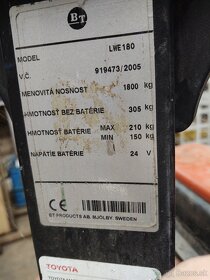 BT
MODEL LWE180
V.Č. 919473/2005
MENOVITÁ NOSNOSŤ 1800 kg
HMOTNOSŤ BEZ BATÉRIE 305 kg
HMOTNOSŤ BATÉRIE MAX 210 kg
MIN 150 kg
NAPÄTIE BATÉRIE 24 V
CE
BT PRODUCTS AB, MJÖLBY SWEDEN
TOYOTA